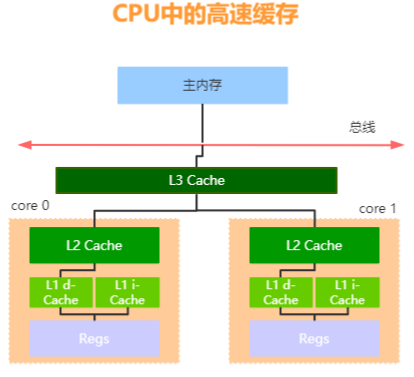 CPU中的高速缓存
主内存
总线
L3 Cache
core 0
core 1
L2 Cache
L2 Cache
L1 d-
Cache
L1 i-
Cache
L1 d-
Cache
L1 i-
Cache
Regs
Regs